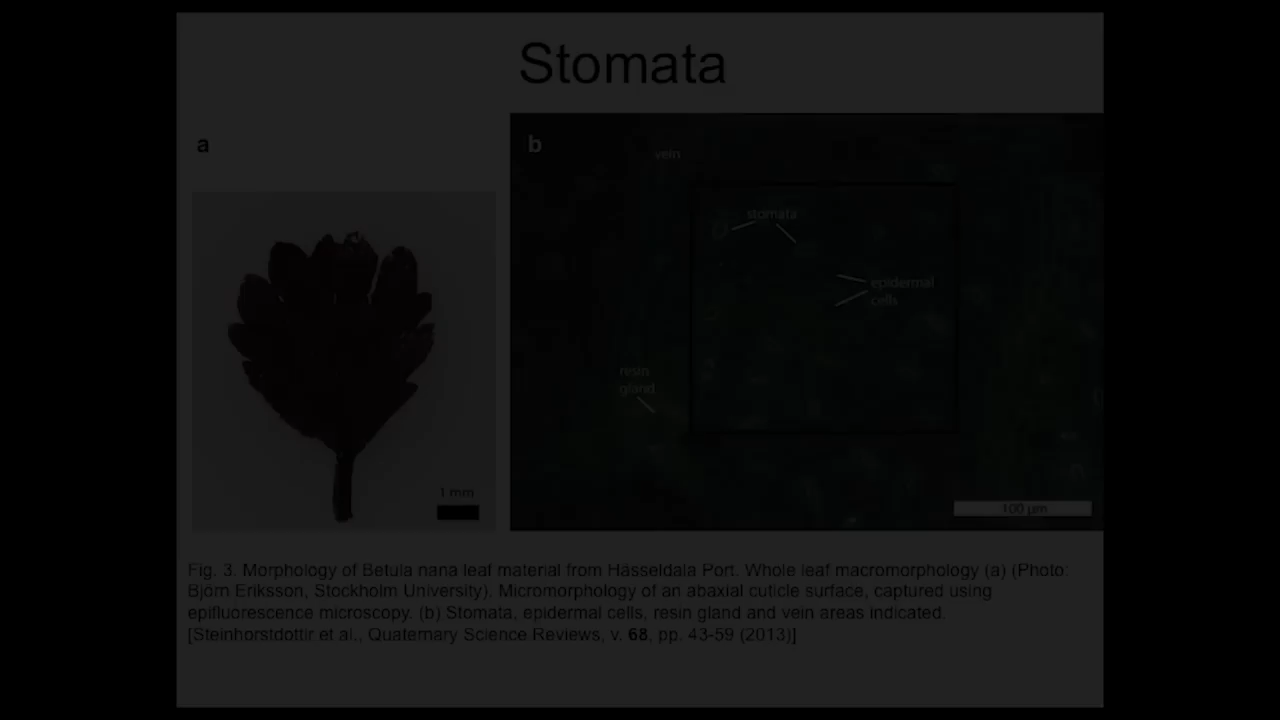 Stomata
a
b
vein
stomata
epidermal
cells
resin
gland
1 mm
100 µm
Fig. 3. Morphology of Betula nana leaf material from Hässeldala Port. Whole leaf macromorphology (a) (Photo:
Björn Eriksson, Stockholm University). Micromorphology of an abaxial cuticle surface, captured using
epifluorescence microscopy. (b) Stomata, epidermal cells, resin gland and vein areas indicated.
[Steinhorstdottir et al., Quaternary Science Reviews, v. 68, pp. 43-59 (2013)]